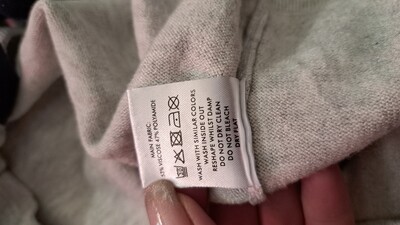 MAIN FABRIC:
53% VISCOSE 47% POLYAMIDE
WASH WITH SIMILAR COLORS
WASH INSIDE OUT
RESHAPE WHILST DAMP
DO NOT DRY CLEAN
DO NOT BLEACH
DRY FLAT